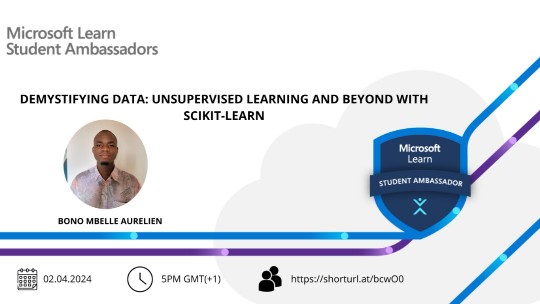 Microsoft Learn
Student Ambassadors
DEMYSTIFYING DATA: UNSUPERVISED LEARNING AND BEYOND WITH
SCIKIT-LEARN
BONO MBELLE AURELIEN
Microsoft
Learn
STUDENT AMBASSADOR
02.04.2024
5PM GMT(+1)
https://shorturl.at/bcwO0